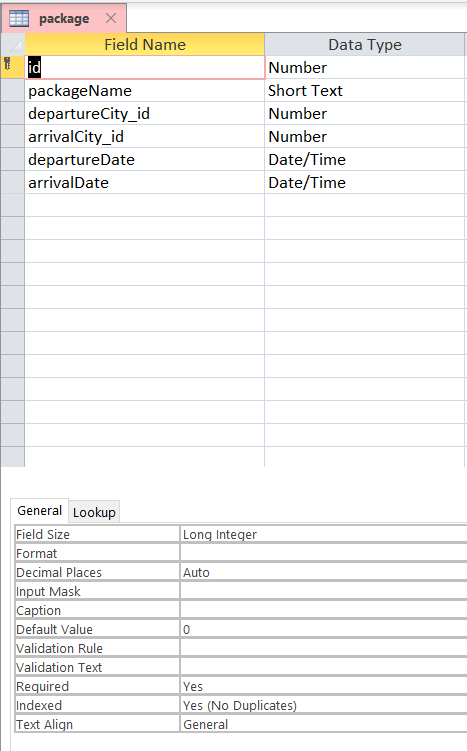 package
Field Name Data Type
id Number
packageName Short Text
departureCity_id Number
arrivalCity_id Number
departureDate Date/Time
arrivalDate Date/Time
General Lookup
Field Size Long Integer
Format
Decimal Places Auto
Input Mask
Caption
Default Value 0
Validation Rule
Validation Text
Required Yes
Indexed Yes (No Duplicates)
Text Align General